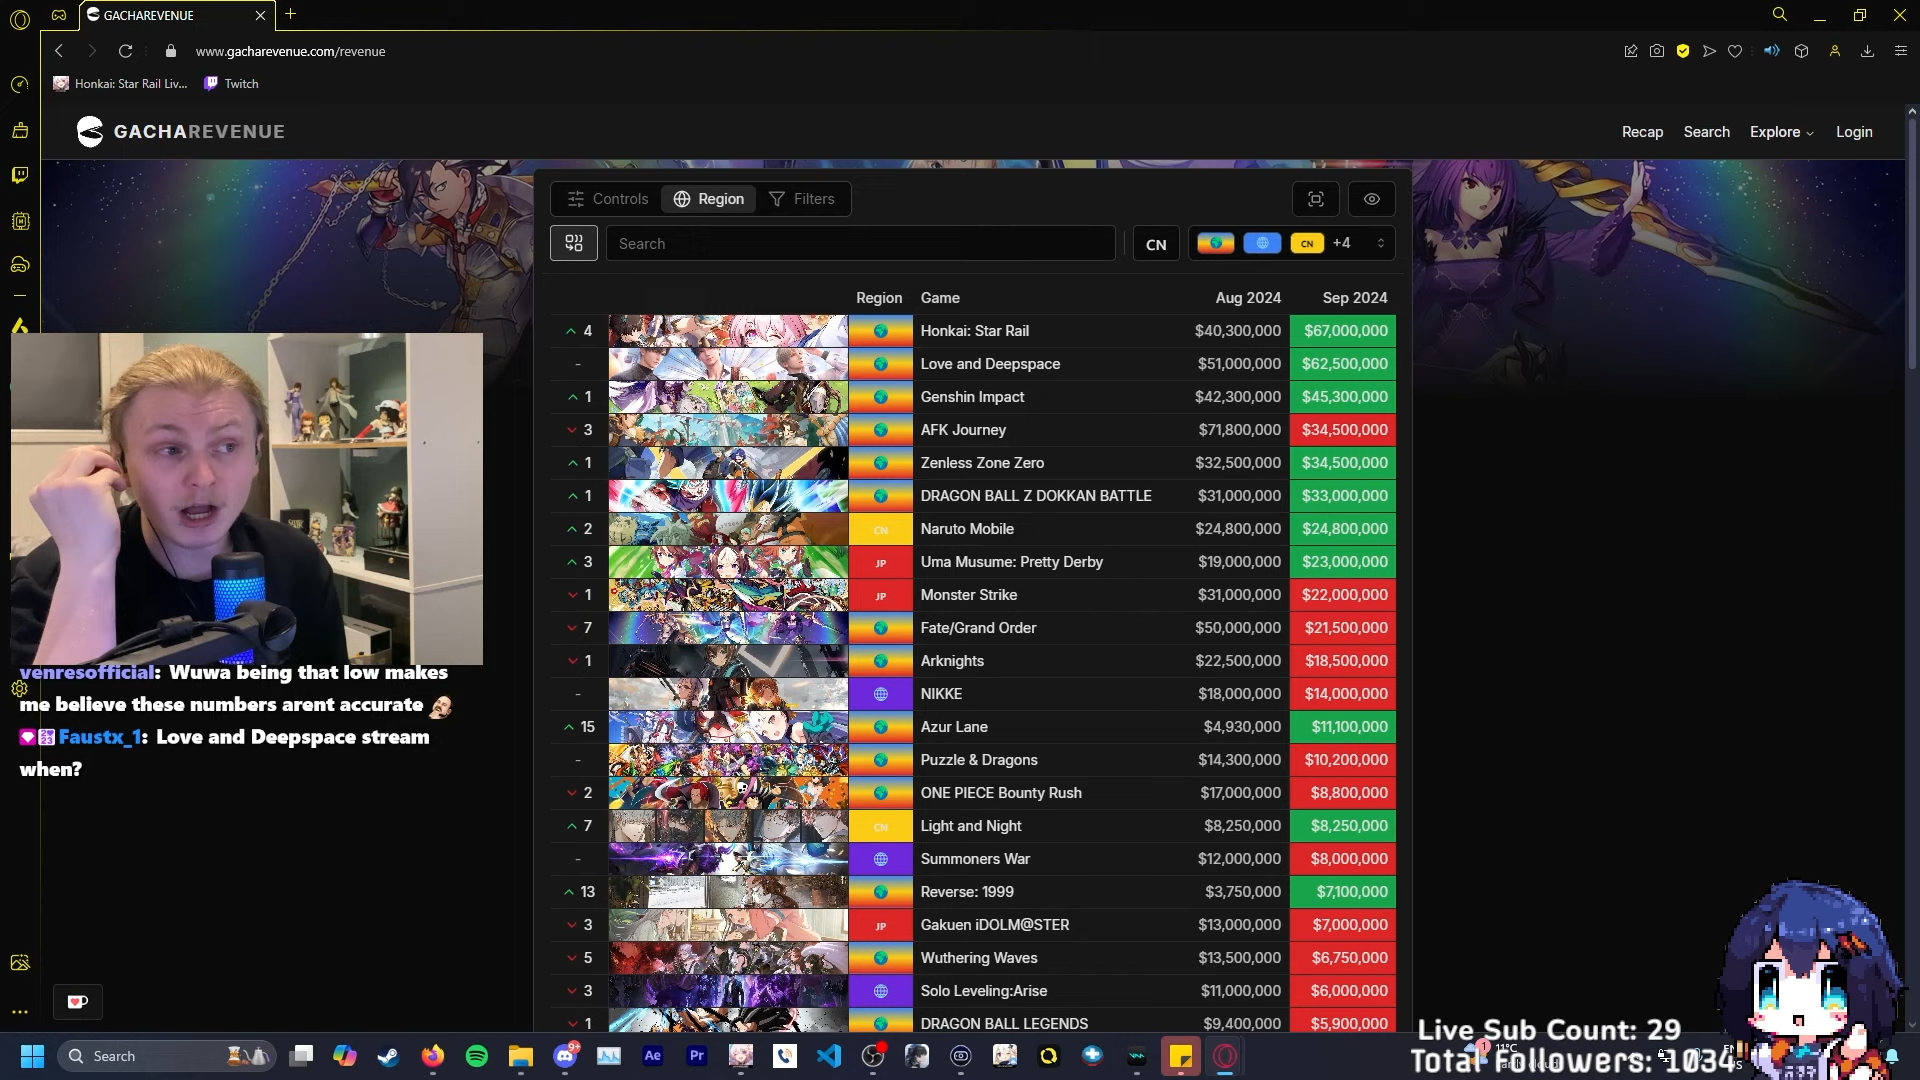 GACHAREVENUE
www.gacharevenue.com/revenue
Honkai: Star Rail Liv...
Twitch
GACHAREVENUE
Recap
Search
Explore
Login
Controls
Region
Filters
Search
CN
CN
+4
Region Game Aug 2024 Sep 2024
4 Honkai: Star Rail $40,300,000 $67,000,000
- Love and Deepspace $51,000,000 $62,500,000
1 Genshin Impact $42,300,000 $45,300,000
3 AFK Journey $71,800,000 $34,500,000
1 Zenless Zone Zero $32,500,000 $34,500,000
1 DRAGON BALL Z DOKKAN BATTLE $31,000,000 $33,000,000
2 CN Naruto Mobile $24,800,000 $24,800,000
3 JP Uma Musume: Pretty Derby $19,000,000 $23,000,000
1 JP Monster Strike $31,000,000 $22,000,000
7 Fate/Grand Order $50,000,000 $21,500,000
1 Arknights $22,500,000 $18,500,000
- NIKKE $18,000,000 $14,000,000
15 Azur Lane $4,930,000 $11,100,000
- Puzzle & Dragons $14,300,000 $10,200,000
2 ONE PIECE Bounty Rush $17,000,000 $8,800,000
7 CN Light and Night $8,250,000 $8,250,000
- Summoners War $12,000,000 $8,000,000
13 Reverse: 1999 $3,750,000 $7,100,000
3 JP Gakuen iDOLM@STER $13,000,000 $7,000,000
5 Wuthering Waves $13,500,000 $6,750,000
3 Solo Leveling:Arise $11,000,000 $6,000,000
1 DRAGON BALL LEGENDS $9,400,000 $5,900,000
venresofficial: Wuwa being that low makes
me believe these numbers arent accurate
Faustx_1: Love and Deepspace stream
when?
Live Sub Count: 29
Total Followers: 1034
Search
9+
Ae
Pr
1
11°C